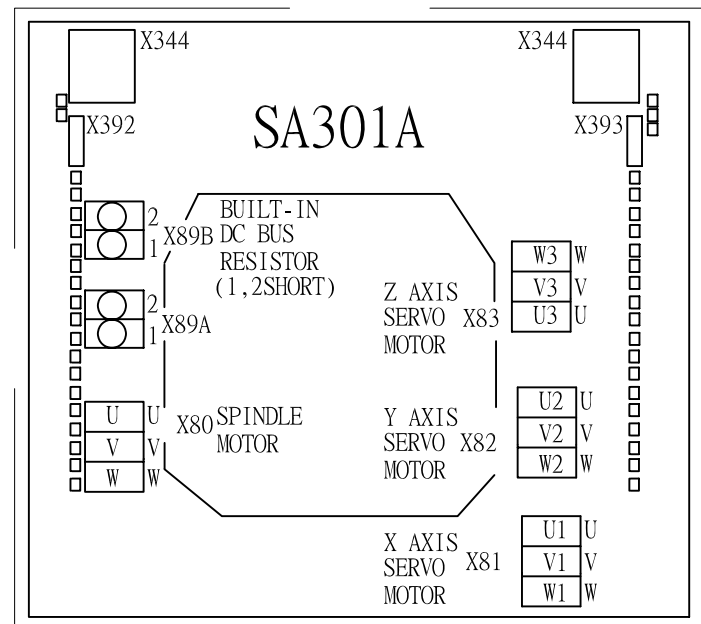 X344
X344
X392
X393
SA301A
2
1
X89B
BUILT-IN
DC BUS
RESISTOR
(1,2SHORT)
2
1
X89A
Z AXIS
SERVO
MOTOR
X83
W3 W
V3 V
U3 U
U U
V V
W W
X80
SPINDLE
MOTOR
Y AXIS
SERVO
MOTOR
X82
U2 U
V2 V
W2 W
X AXIS
SERVO
MOTOR
X81
U1 U
V1 V
W1 W